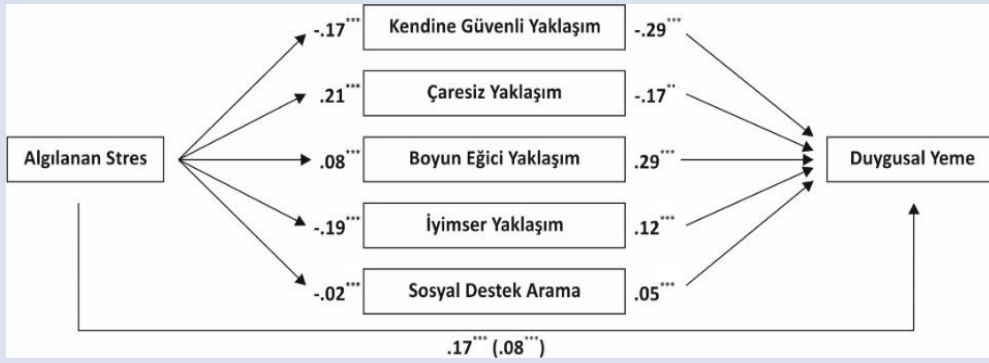 -.17*** Kendine Güvenli Yaklaşım -.29***
.21*** Çaresiz Yaklaşım -.17**
Algılanan Stres .08*** Boyun Eğici Yaklaşım .29*** Duygusal Yeme
-.19*** İyimser Yaklaşım .12***
-.02*** Sosyal Destek Arama .05***
.17*** (.08***)